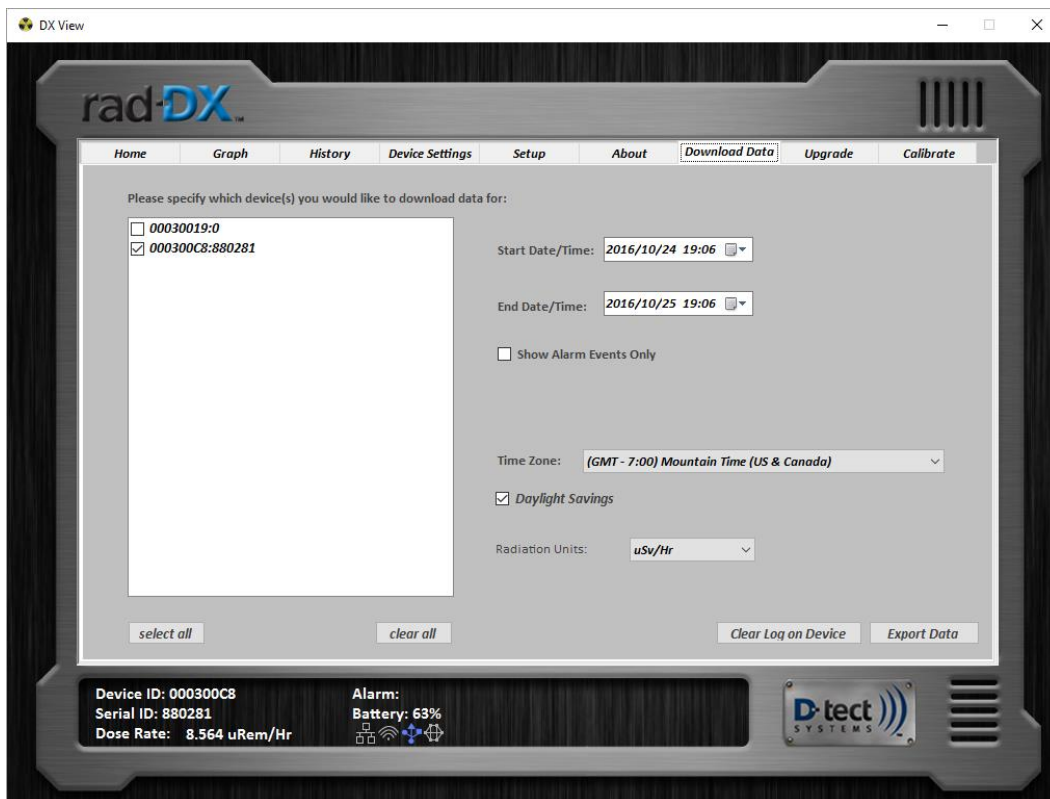 DX View
rad-DX™
Home Graph History Device Settings Setup About Download Data Upgrade Calibrate
Please specify which device(s) you would like to download data for:
00030019:0
000300C8:880281
Start Date/Time: 2016/10/24 19:06
End Date/Time: 2016/10/25 19:06
Show Alarm Events Only
Time Zone: (GMT - 7:00) Mountain Time (US & Canada)
Daylight Savings
Radiation Units: uSv/Hr
select all clear all Clear Log on Device Export Data
Device ID: 000300C8 Alarm:
Serial ID: 880281 Battery: 63%
Dose Rate: 8.564 uRem/Hr
D-tect
SYSTEMS